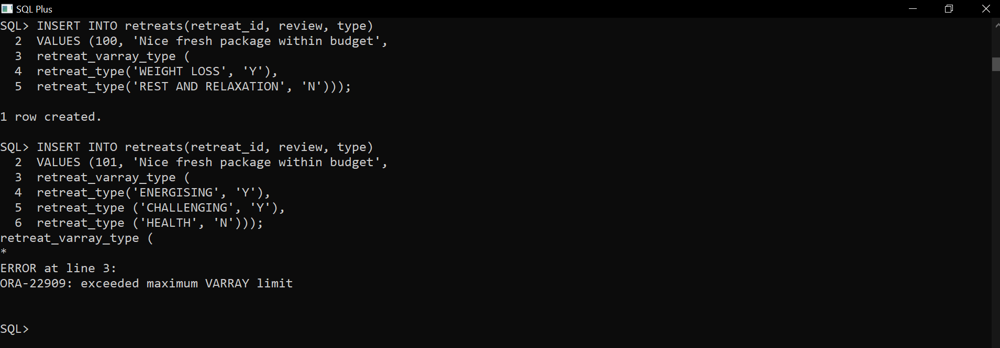 SQL Plus
SQL> INSERT INTO retreats(retreat_id, review, type)
  2  VALUES (100, 'Nice fresh package within budget',
  3  retreat_varray_type (
  4  retreat_type('WEIGHT LOSS', 'Y'),
  5  retreat_type('REST AND RELAXATION', 'N')));
1 row created.
SQL> INSERT INTO retreats(retreat_id, review, type)
  2  VALUES (101, 'Nice fresh package within budget',
  3  retreat_varray_type (
  4  retreat_type('ENERGISING', 'Y'),
  5  retreat_type ('CHALLENGING', 'Y'),
  6  retreat_type ('HEALTH', 'N')));
retreat_varray_type (
*
ERROR at line 3:
ORA-22909: exceeded maximum VARRAY limit
SQL>